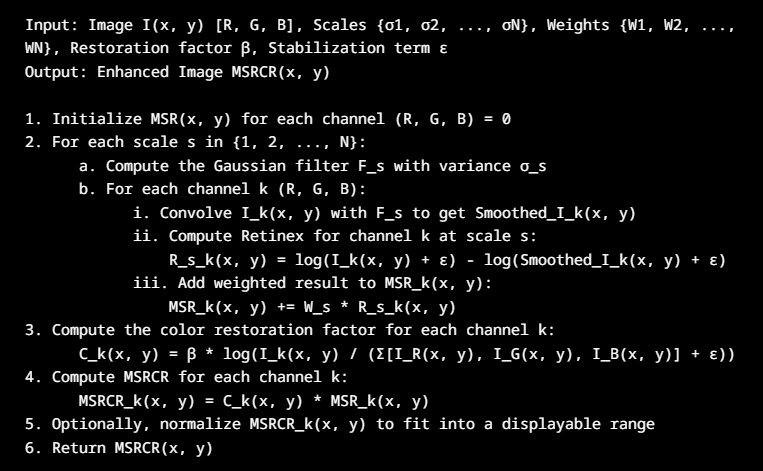 Input: Image I(x, y) [R, G, B], Scales {σ1, σ2, ..., σN}, Weights {W1, W2, ...,
WN}, Restoration factor β, Stabilization term ε
Output: Enhanced Image MSRCR(x, y)
1. Initialize MSR(x, y) for each channel (R, G, B) = 0
2. For each scale s in {1, 2, ..., N}:
a. Compute the Gaussian filter F_s with variance σ_s
b. For each channel k (R, G, B):
i. Convolve I_k(x, y) with F_s to get Smoothed_I_k(x, y)
ii. Compute Retinex for channel k at scale s:
R_s_k(x, y) = log(I_k(x, y) + ε) - log(Smoothed_I_k(x, y) + ε)
iii. Add weighted result to MSR_k(x, y):
MSR_k(x, y) += W_s * R_s_k(x, y)
3. Compute the color restoration factor for each channel k:
C_k(x, y) = β * log(I_k(x, y) / (Σ[I_R(x, y), I_G(x, y), I_B(x, y)] + ε))
4. Compute MSRCR for each channel k:
MSRCR_k(x, y) = C_k(x, y) * MSR_k(x, y)
5. Optionally, normalize MSRCR_k(x, y) to fit into a displayable range
6. Return MSRCR(x, y)